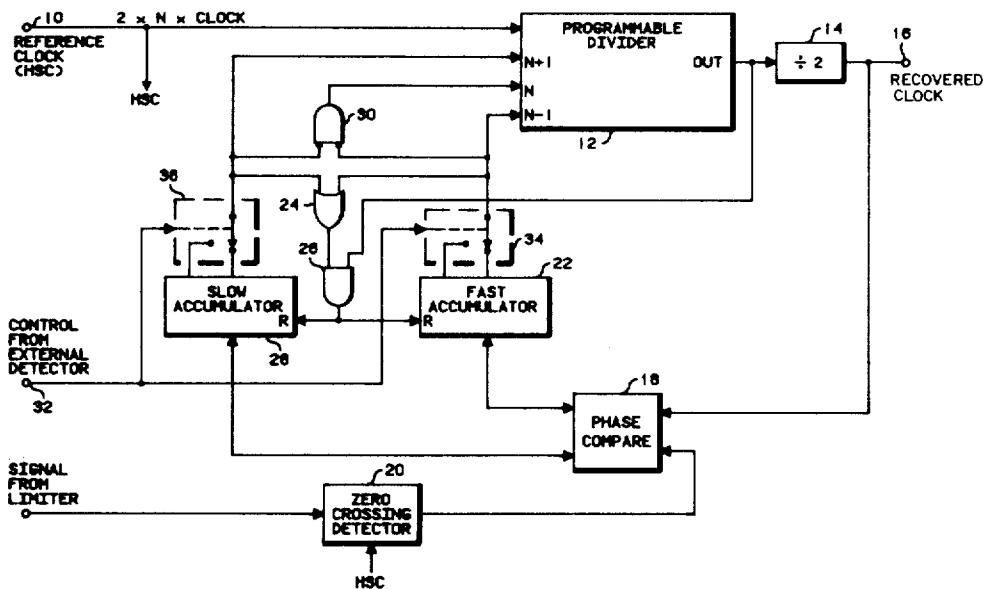 10
2 x N x CLOCK
REFERENCE
CLOCK
(HSC)
HSC
PROGRAMMABLE
DIVIDER
N+1
N
N-1
OUT
12
14
÷ 2
16
RECOVERED
CLOCK
30
36
24
26
34
22
SLOW
ACCUMULATOR
R
FAST
ACCUMULATOR
R
28
CONTROL
FROM
EXTERNAL
DETECTOR
32
18
PHASE
COMPARE
SIGNAL
FROM
LIMITER
20
ZERO
CROSSING
DETECTOR
HSC